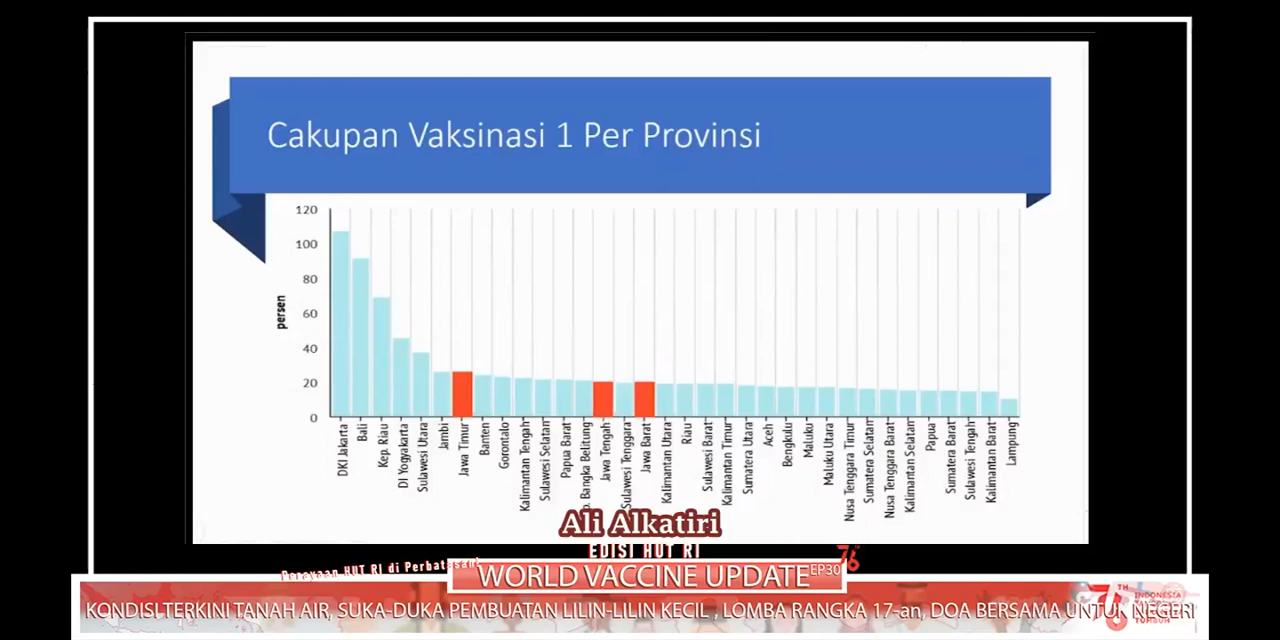 Cakupan Vaksinasi 1 Per Provinsi
120
100
80
60
40
20
0
persen
DKI Jakarta
Bali
Kep. Riau
DI Yogyakarta
Sulawesi Utara
Jambi
Jawa Timur
Banten
Gorontalo
Kalimantan Tengah
Sulawesi Selatan
Papua Barat
Bangka Belitung
Jawa Tengah
Sulawesi Tenggara
Jawa Barat
Kalimantan Utara
Riau
Sulawesi Barat
Kalimantan Timur
Sumatera Utara
Aceh
Bengkulu
Maluku
Maluku Utara
Nusa Tenggara Timur
Sumatera Selatan
Nusa Tenggara Barat
Kalimantan Selatan
Papua
Sumatera Barat
Sulawesi Tengah
Kalimantan Barat
Lampung
Ali Alkatiri
EDISI HUT RI
76
Perayaan HUT RI di Perbatasan
WORLD VACCINE UPDATE EP30
KONDISI TERKINI TANAH AIR, SUKA-DUKA PEMBUATAN LILIN-LILIN KECIL , LOMBA RANGKA 17-an, DOA BERSAMA UNTUK NEGERI
76 TH
INDONESIA